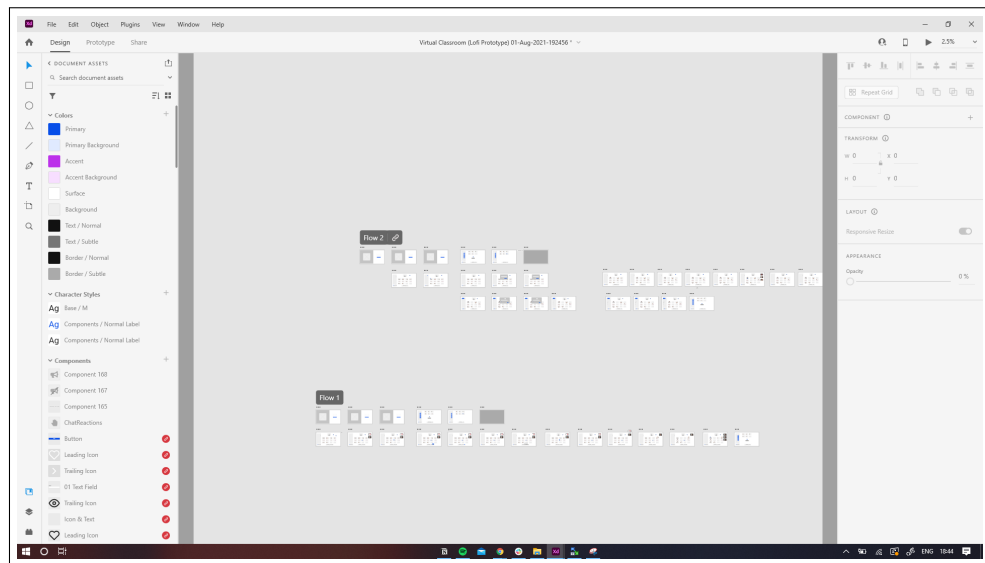 Xd File Edit Object Plugins View Window Help
Design Prototype Share Virtual Classroom (Lofi Prototype) 01-Aug-2021-192456 * 2.5%
DOCUMENT ASSETS
Search document assets
Colors
Primary
Primary Background
Accent
Accent Background
Surface
Background
Text / Normal
Text / Subtle
Border / Normal
Border / Subtle
Character Styles
Ag Base / M
Ag Components / Normal Label
Ag Components / Normal Label
Components
Component 168
Component 167
Component 165
ChatReactions
Button
Leading Icon
Trailing Icon
01 Text Field
Trailing Icon
Icon & Text
Leading Icon
Flow 2
Flow 1
Repeat Grid
COMPONENT
TRANSFORM
W 0 X 0
H 0 Y 0
LAYOUT
Responsive Resize
APPEARANCE
Opacity
0 %
Xd
ENG 18:44